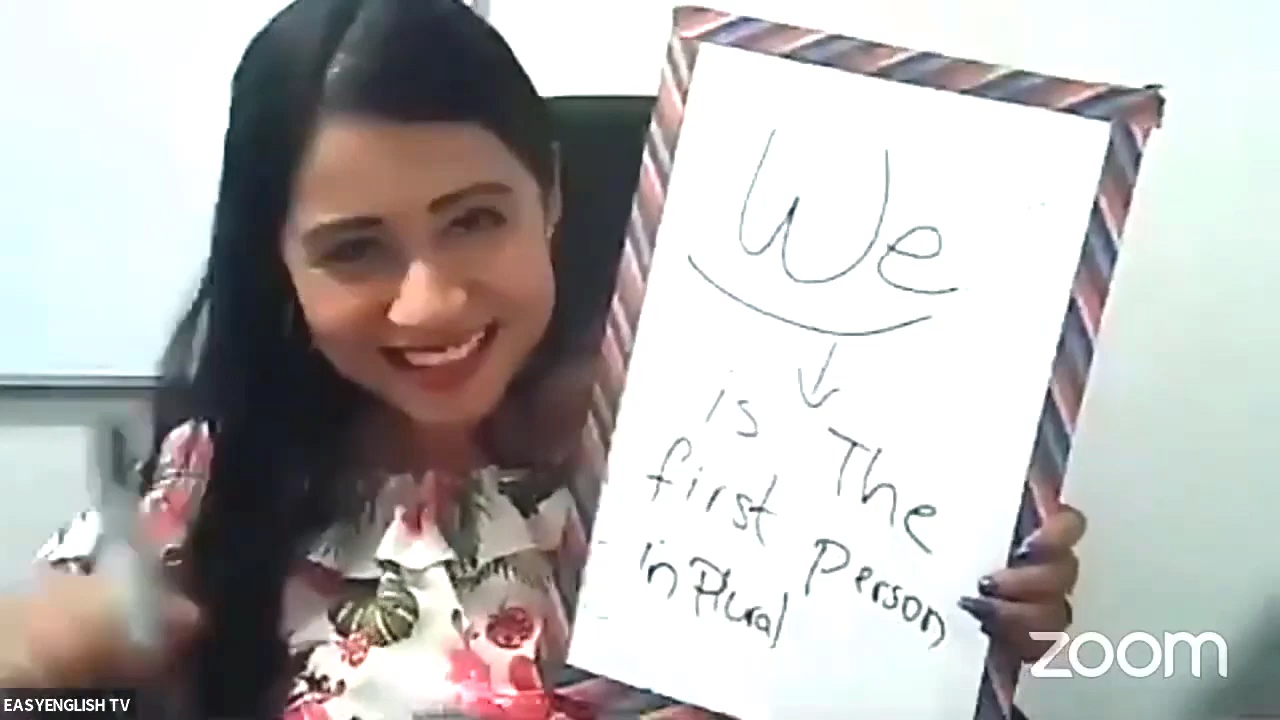 We
is The
first Person
in Plural
zoom
EASYENGLISH TV